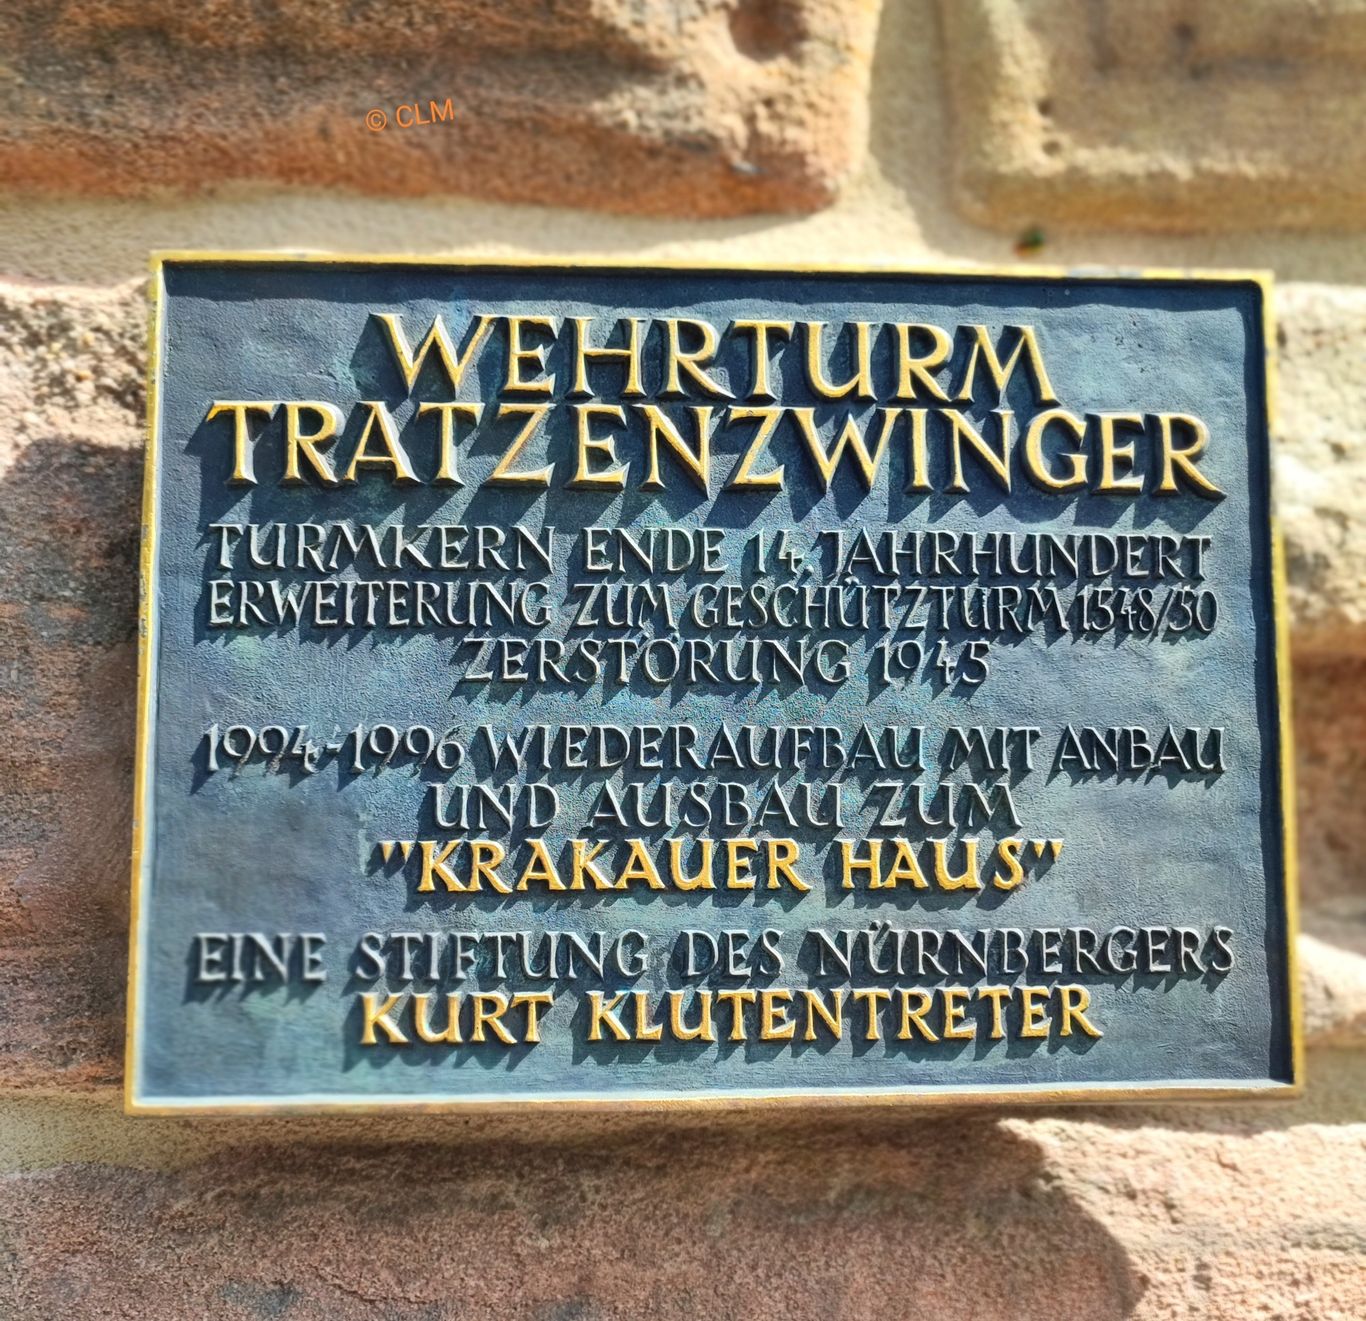 © CLM
WEHRTURM
TRATZENZWINGER
TURMKERN ENDE 14. JAHRHUNDERT
ERWEITERUNG ZUM GESCHÜTZTURM 1548/50
ZERSTÖRUNG 1945
1994-1996 WIEDERAUFBAU MIT ANBAU
UND AUSBAU ZUM
"KRAKAUER HAUS"
EINE STIFTUNG DES NÜRNBERGERS
KURT KLUTENTRETER